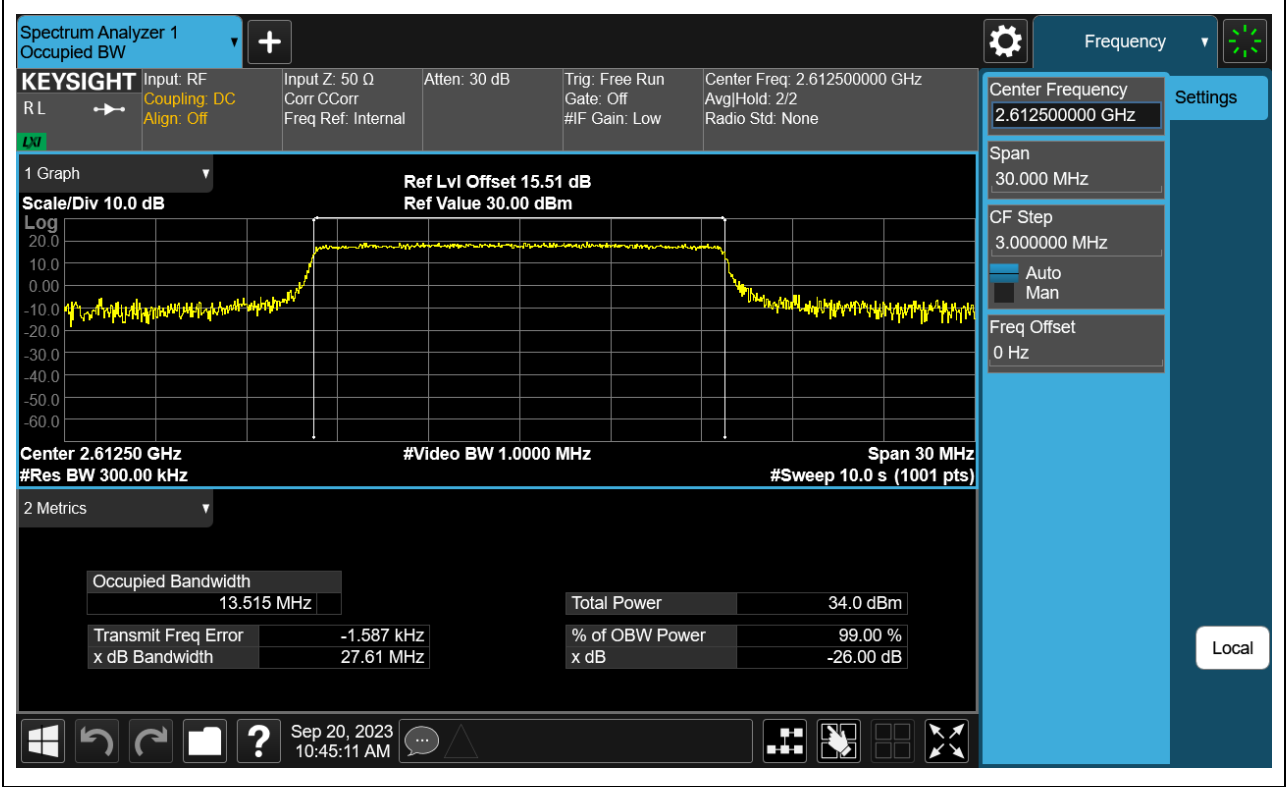 Spectrum Analyzer 1
Occupied BW
+
Frequency
KEYSIGHT
R L
LXI
Input: RF
Coupling: DC
Align: Off
Input Z: 50 Ω
Corr CCorr
Freq Ref: Internal
Atten: 30 dB
Trig: Free Run
Gate: Off
#IF Gain: Low
Center Freq: 2.612500000 GHz
Avg|Hold: 2/2
Radio Std: None
Center Frequency
2.612500000 GHz
Settings
Span
30.000 MHz
CF Step
3.000000 MHz
Auto
Man
Freq Offset
0 Hz
1 Graph
Scale/Div 10.0 dB
Ref Lvl Offset 15.51 dB
Ref Value 30.00 dBm
Log
20.0
10.0
0.00
-10.0
-20.0
-30.0
-40.0
-50.0
-60.0
Center 2.61250 GHz
#Video BW 1.0000 MHz
Span 30 MHz
#Res BW 300.00 kHz
#Sweep 10.0 s (1001 pts)
2 Metrics
Occupied Bandwidth
13.515 MHz
Total Power 34.0 dBm
Transmit Freq Error -1.587 kHz
% of OBW Power 99.00 %
x dB Bandwidth 27.61 MHz
x dB -26.00 dB
Local
?
Sep 20, 2023
10:45:11 AM